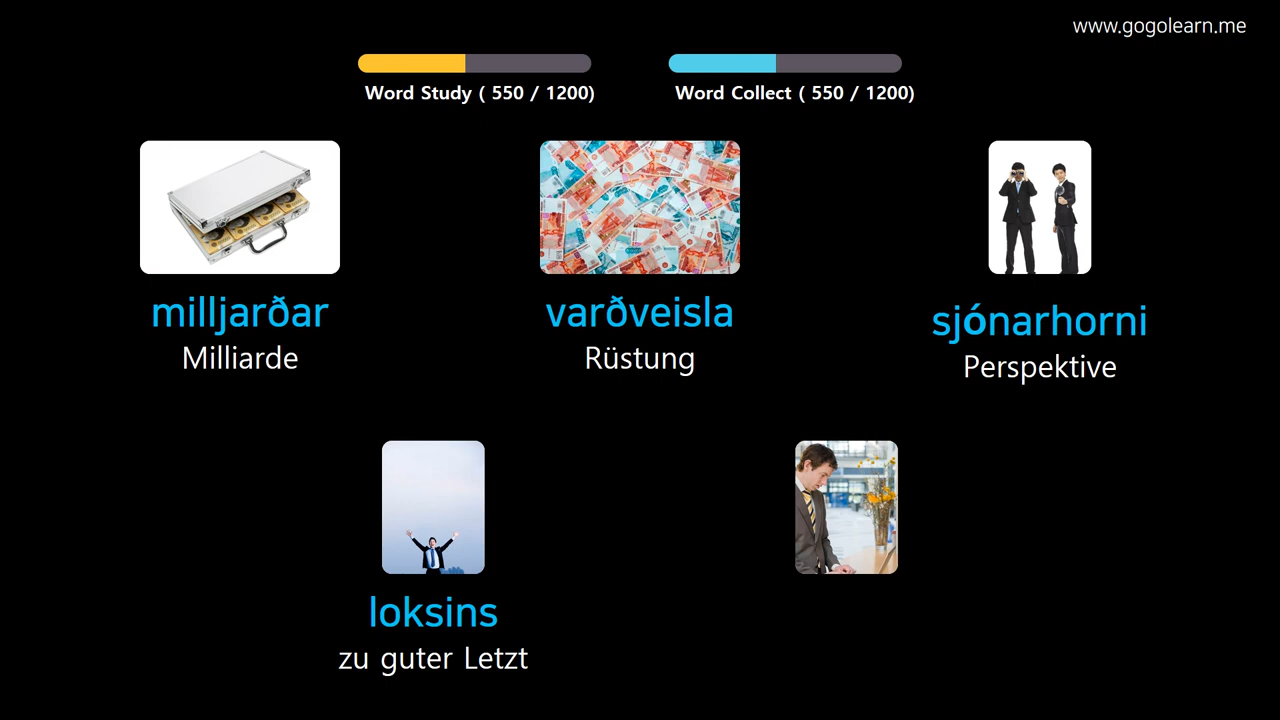 www.gogolearn.me
Word Study ( 550 / 1200)
Word Collect ( 550 / 1200)
milljarðar
Milliarde
varðveisla
Rüstung
sjónarhorni
Perspektive
loksins
zu guter Letzt